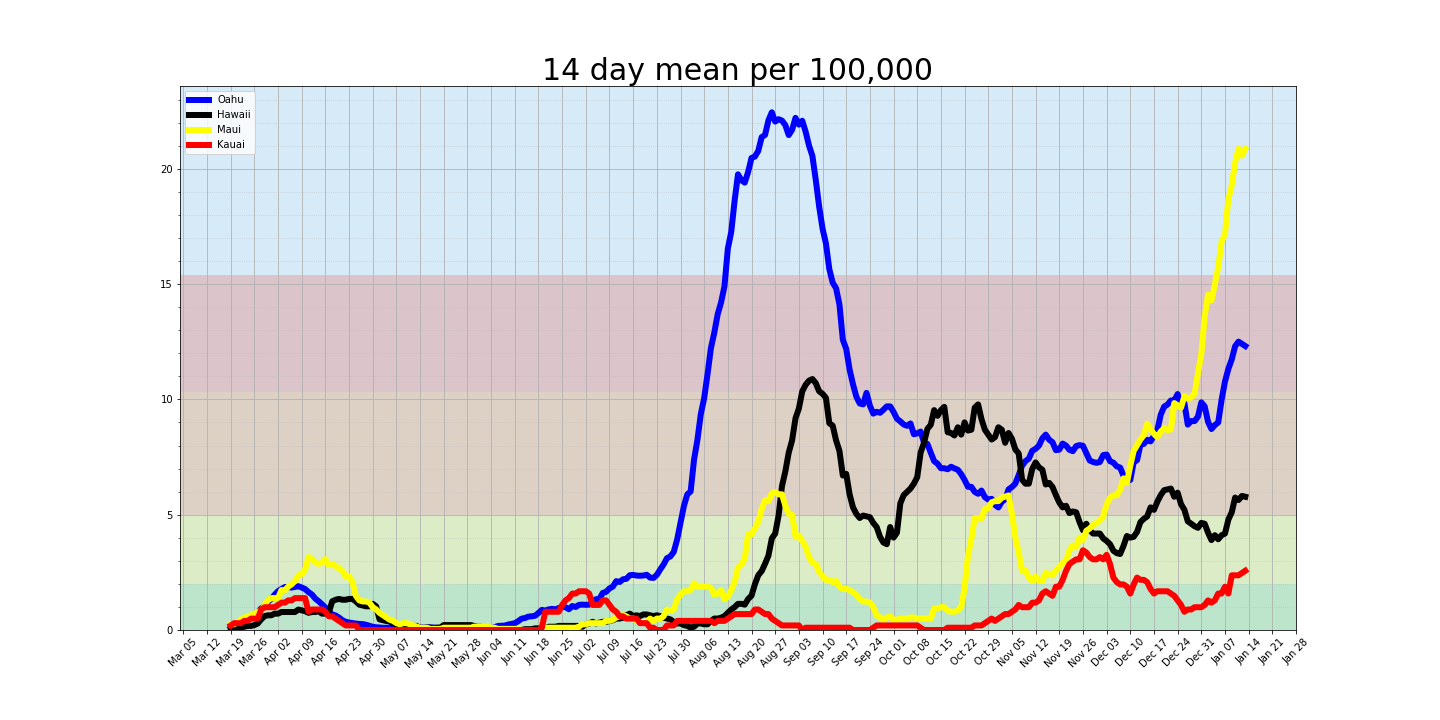 14 day mean per 100,000
Oahu
Hawaii
Maui
Kauai
20
15
10
5
0
Mar 05 Mar 12 Mar 19 Mar 26 Apr 02 Apr 09 Apr 16 Apr 23 Apr 30 May 07 May 14 May 21 May 28 Jun 04 Jun 11 Jun 18 Jun 25 Jul 02 Jul 09 Jul 16 Jul 23 Jul 30 Aug 06 Aug 13 Aug 20 Aug 27 Sep 03 Sep 10 Sep 17 Sep 24 Oct 01 Oct 08 Oct 15 Oct 22 Oct 29 Nov 05 Nov 12 Nov 19 Nov 26 Dec 03 Dec 10 Dec 17 Dec 24 Dec 31 Jan 07 Jan 14 Jan 21 Jan 28